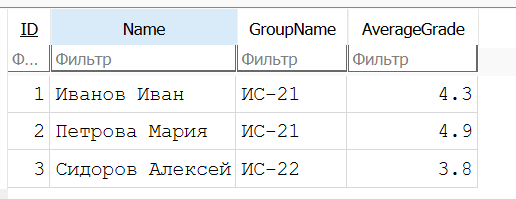 ID Name GroupName AverageGrade
Ф... Фильтр Фильтр Фильтр
1 Иванов Иван ИС-21 4.3
2 Петрова Мария ИС-21 4.9
3 Сидоров Алексей ИС-22 3.8